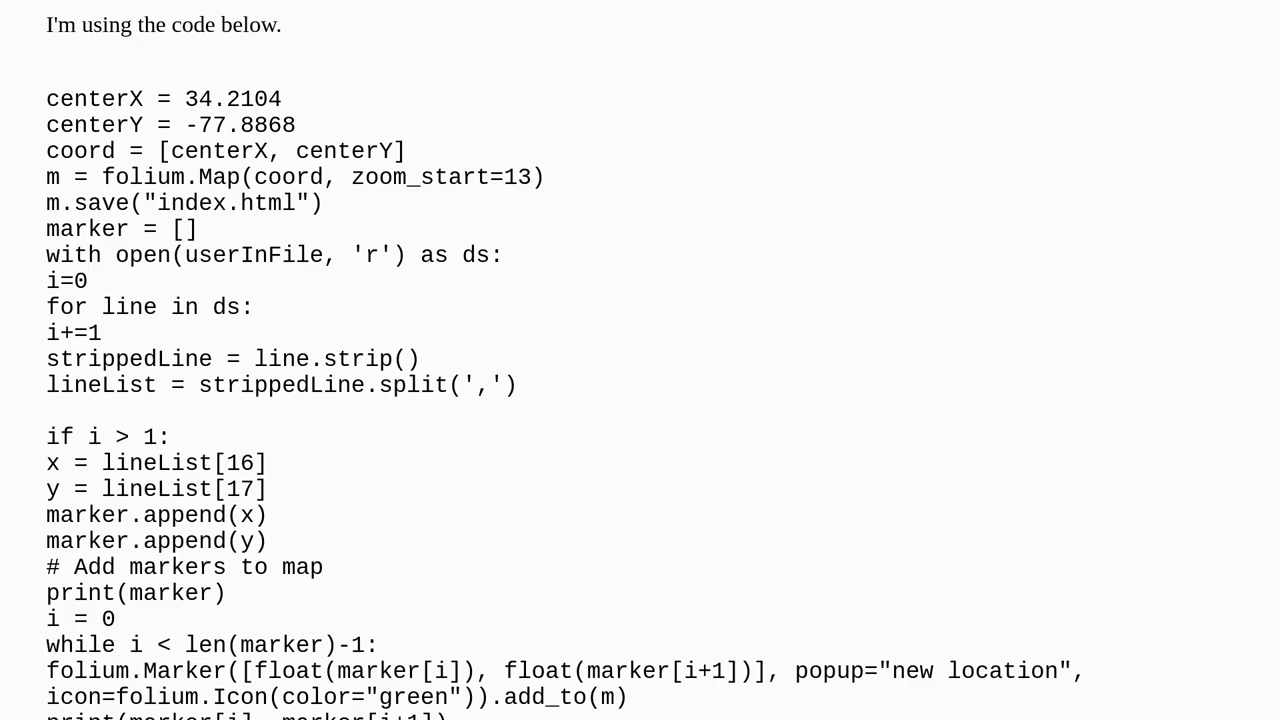 I'm using the code below.
centerX = 34.2104
centerY = -77.8868
coord = [centerX, centerY]
m = folium.Map(coord, zoom_start=13)
m.save("index.html")
marker = []
with open(userInFile, 'r') as ds:
i=0
for line in ds:
i+=1
strippedLine = line.strip()
lineList = strippedLine.split(',')
if i > 1:
x = lineList[16]
y = lineList[17]
marker.append(x)
marker.append(y)
# Add markers to map
print(marker)
i = 0
while i < len(marker)-1:
folium.Marker([float(marker[i]), float(marker[i+1])], popup="new location",
icon=folium.Icon(color="green")).add_to(m)
print(marker[i], marker[i+1])